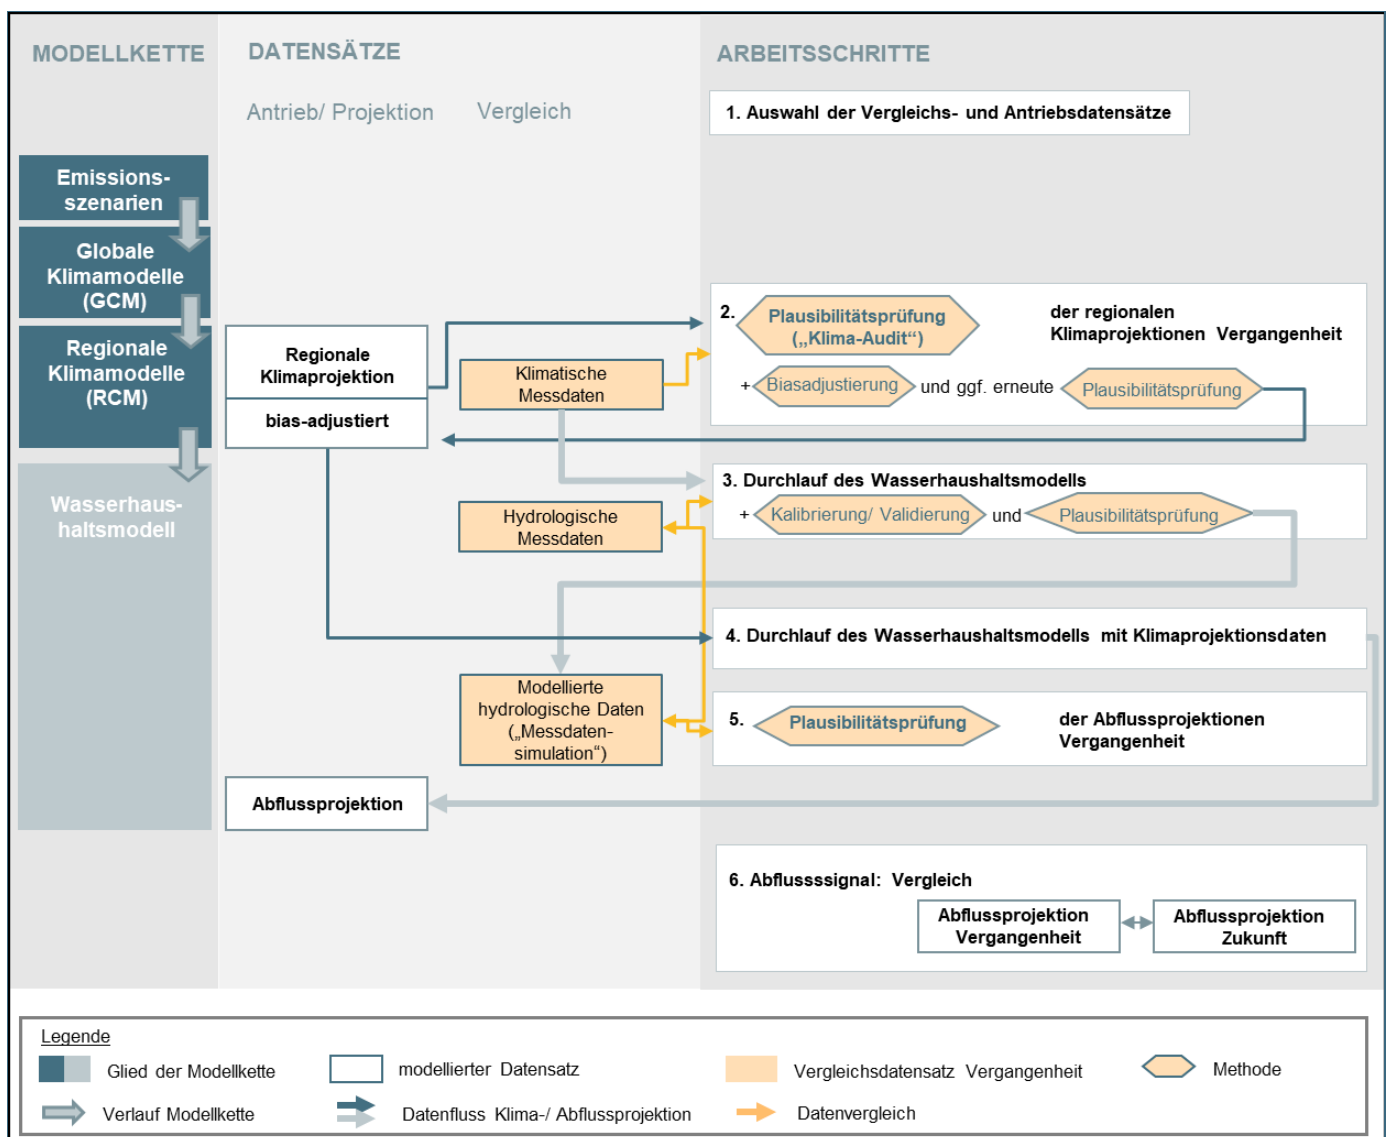 MODELLKETTE
DATENSÄTZE
ARBEITSSCHRITTE
Antrieb/ Projektion
Vergleich
1. Auswahl der Vergleichs- und Antriebsdatensätze
Emissions-
szenarien
Globale
Klimamodelle
(GCM)
Regionale
Klimamodelle
(RCM)
Wasserhaus-
haltsmodell
Regionale
Klimaprojektion
bias-adjustiert
Klimatische
Messdaten
Hydrologische
Messdaten
Modellierte
hydrologische Daten
(„Messdaten-
simulation“)
Abflussprojektion
2.
Plausibilitätsprüfung
(„Klima-Audit“)
der regionalen
Klimaprojektionen Vergangenheit
+ Biasadjustierung und ggf. erneute Plausibilitätsprüfung
3. Durchlauf des Wasserhaushaltsmodells
+ Kalibrierung/ Validierung und Plausibilitätsprüfung
4. Durchlauf des Wasserhaushaltsmodells mit Klimaprojektionsdaten
5. Plausibilitätsprüfung
der Abflussprojektionen
Vergangenheit
6. Abflussssignal: Vergleich
Abflussprojektion
Vergangenheit
Abflussprojektion
Zukunft
Legende
Glied der Modellkette
modellierter Datensatz
Vergleichsdatensatz Vergangenheit
Methode
Verlauf Modellkette
Datenfluss Klima-/ Abflussprojektion
Datenvergleich